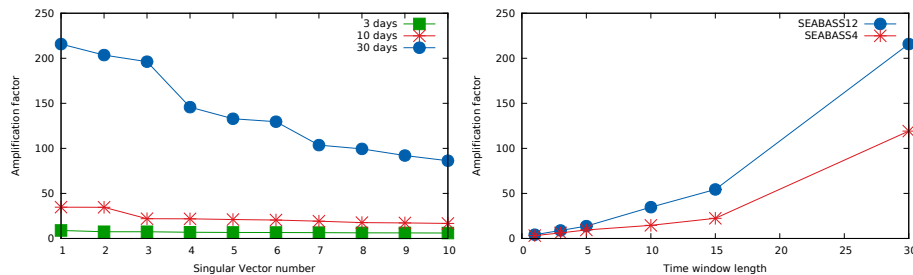 3 days
10 days
30 days
250
200
150
100
50
0
Amplification factor
1 2 3 4 5 6 7 8 9 10
Singular Vector number
SEABASS12
SEABASS4
250
200
150
100
50
0
Amplification factor
0 5 10 15 20 25 30
Time window length